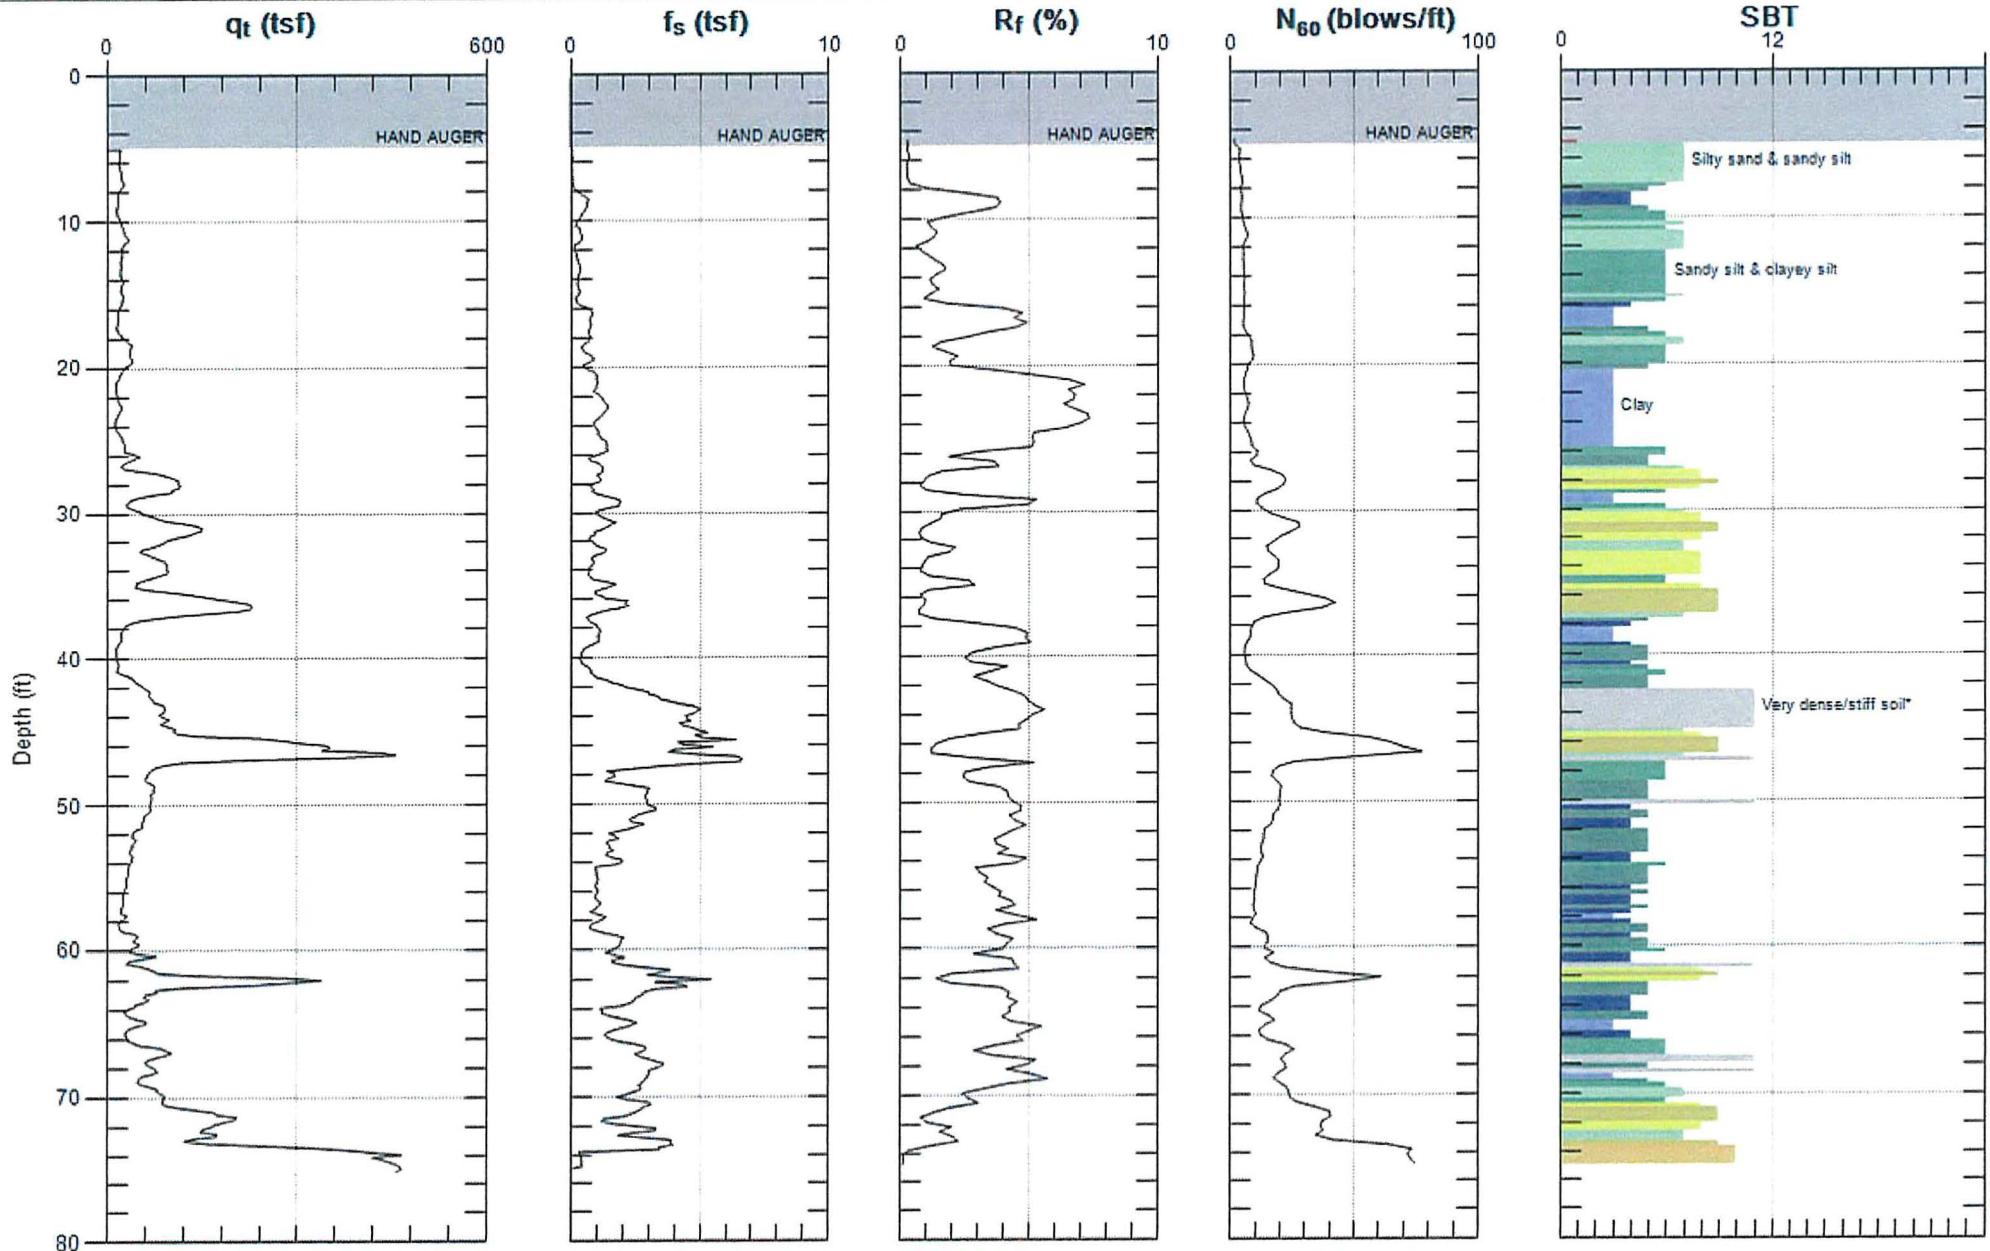 qt (tsf)
fs (tsf)
Rf (%)
N60 (blows/ft)
SBT
0 600
0 10
0 10
0 100
0 12
0
HAND AUGER
HAND AUGER
HAND AUGER
HAND AUGER
Silty sand & sandy silt
10
Sandy silt & clayey silt
20
Clay
30
40
Depth (ft)
Very dense/stiff soil*
50
60
70
80